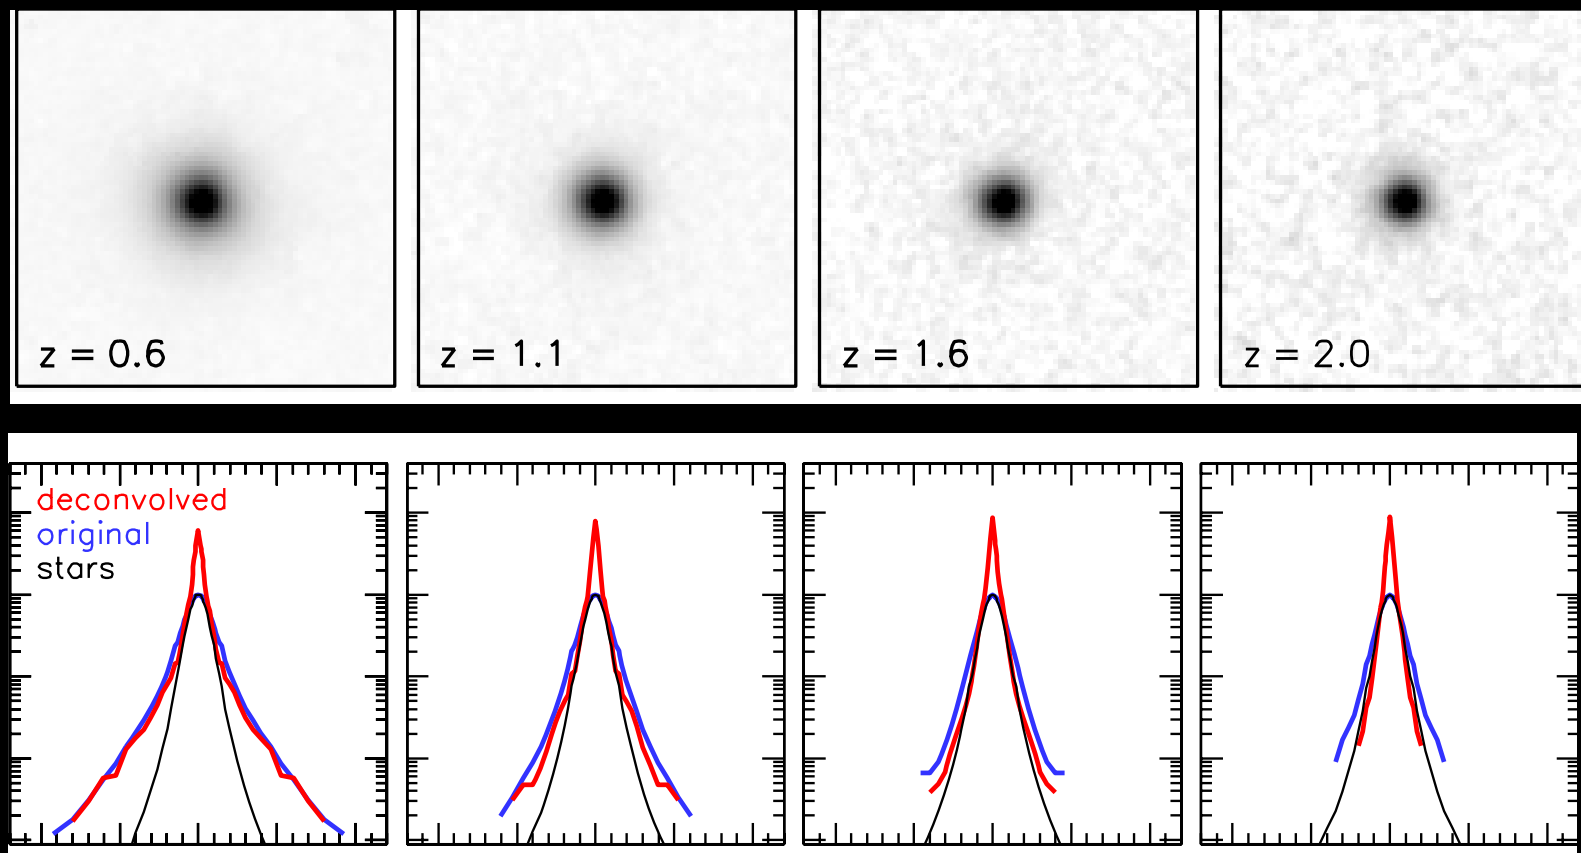 z = 0.6
z = 1.1
z = 1.6
z = 2.0
deconvolved
original
stars